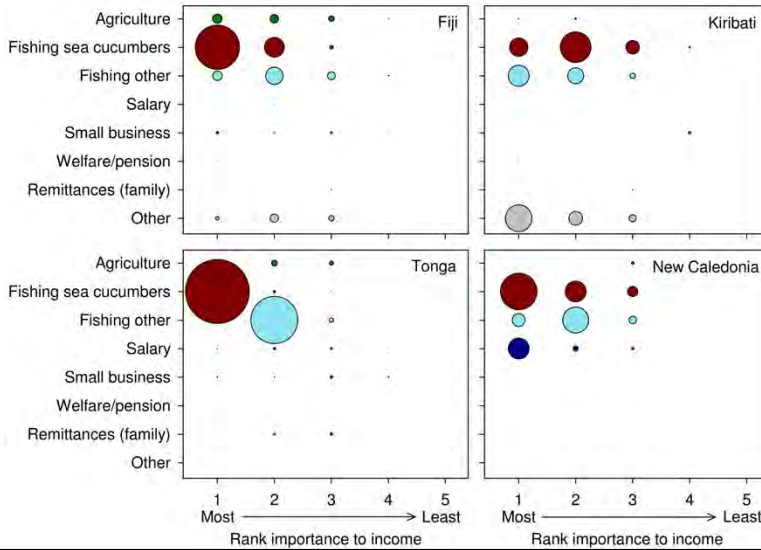 Agriculture
Fishing sea cucumbers
Fishing other
Salary
Small business
Welfare/pension
Remittances (family)
Other
Fiji
Kiribati
Agriculture
Fishing sea cucumbers
Fishing other
Salary
Small business
Welfare/pension
Remittances (family)
Other
Tonga
New Caledonia
1 2 3 4 5
1 2 3 4 5
Most Least
Most Least
Rank importance to income
Rank importance to income